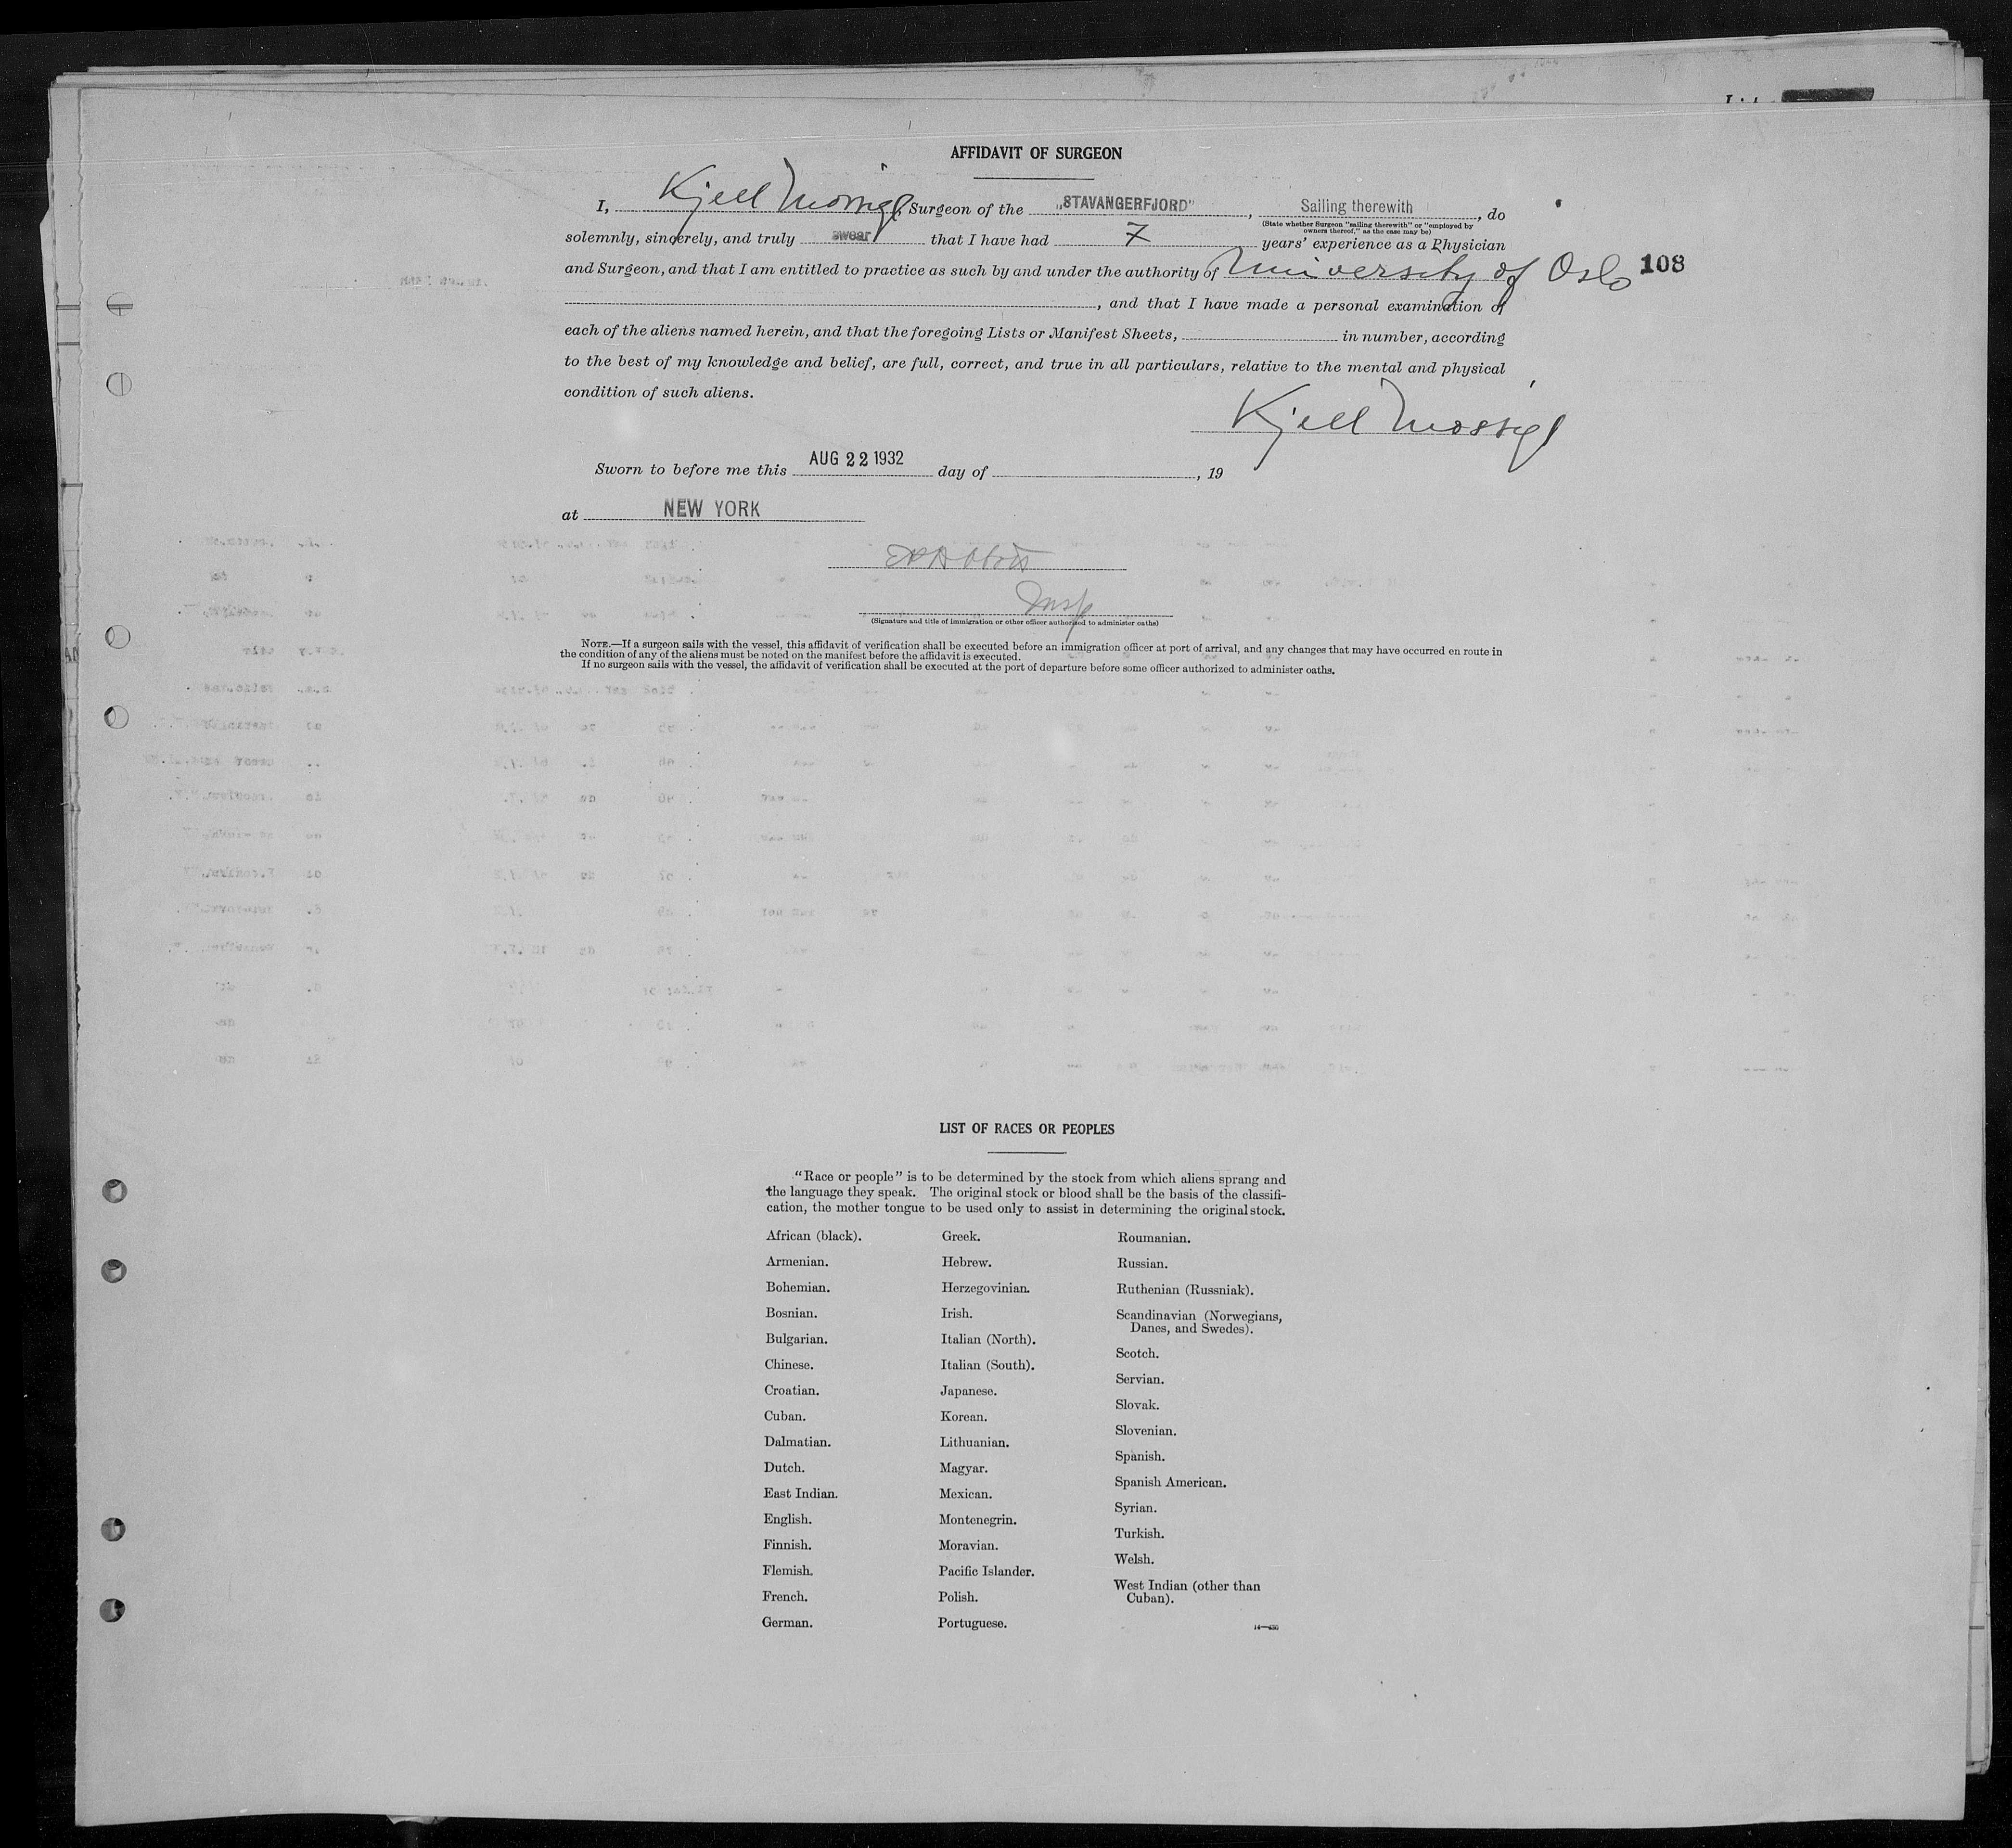 AFFIDAVIT OF SURGEON
I, Kjell Mossige, Surgeon of the „STAVANGERFJORD", Sailing therewith, do
(State whether Surgeon "sailing therewith" or "employed by
owners thereof," as the case may be)
solemnly, sincerely, and truly swear that I have had 7 years' experience as a Physician
and Surgeon, and that I am entitled to practice as such by and under the authority of University of Oslo
108
, and that I have made a personal examination of
each of the aliens named herein, and that the foregoing Lists or Manifest Sheets, in number, according
to the best of my knowledge and belief, are full, correct, and true in all particulars, relative to the mental and physical
condition of such aliens.
Kjell Mossige
Sworn to before me this AUG 22 1932 day of , 19
at NEW YORK
Insp
(Signature and title of immigration or other officer authorized to administer oaths)
NOTE.—If a surgeon sails with the vessel, this affidavit of verification shall be executed before an immigration officer at port of arrival, and any changes that may have occurred en route in
the condition of any of the aliens must be noted on the manifest before the affidavit is executed.
If no surgeon sails with the vessel, the affidavit of verification shall be executed at the port of departure before some officer authorized to administer oaths.
LIST OF RACES OR PEOPLES
"Race or people" is to be determined by the stock from which aliens sprang and
the language they speak. The original stock or blood shall be the basis of the classifi-
cation, the mother tongue to be used only to assist in determining the original stock.
African (black).
Armenian.
Bohemian.
Bosnian.
Bulgarian.
Chinese.
Croatian.
Cuban.
Dalmatian.
Dutch.
East Indian.
English.
Finnish.
Flemish.
French.
German.
Greek.
Hebrew.
Herzegovinian.
Irish.
Italian (North).
Italian (South).
Japanese.
Korean.
Lithuanian.
Magyar.
Mexican.
Montenegrin.
Moravian.
Pacific Islander.
Polish.
Portuguese.
Roumanian.
Russian.
Ruthenian (Russniak).
Scandinavian (Norwegians,
Danes, and Swedes).
Scotch.
Servian.
Slovak.
Slovenian.
Spanish.
Spanish American.
Syrian.
Turkish.
Welsh.
West Indian (other than
Cuban).